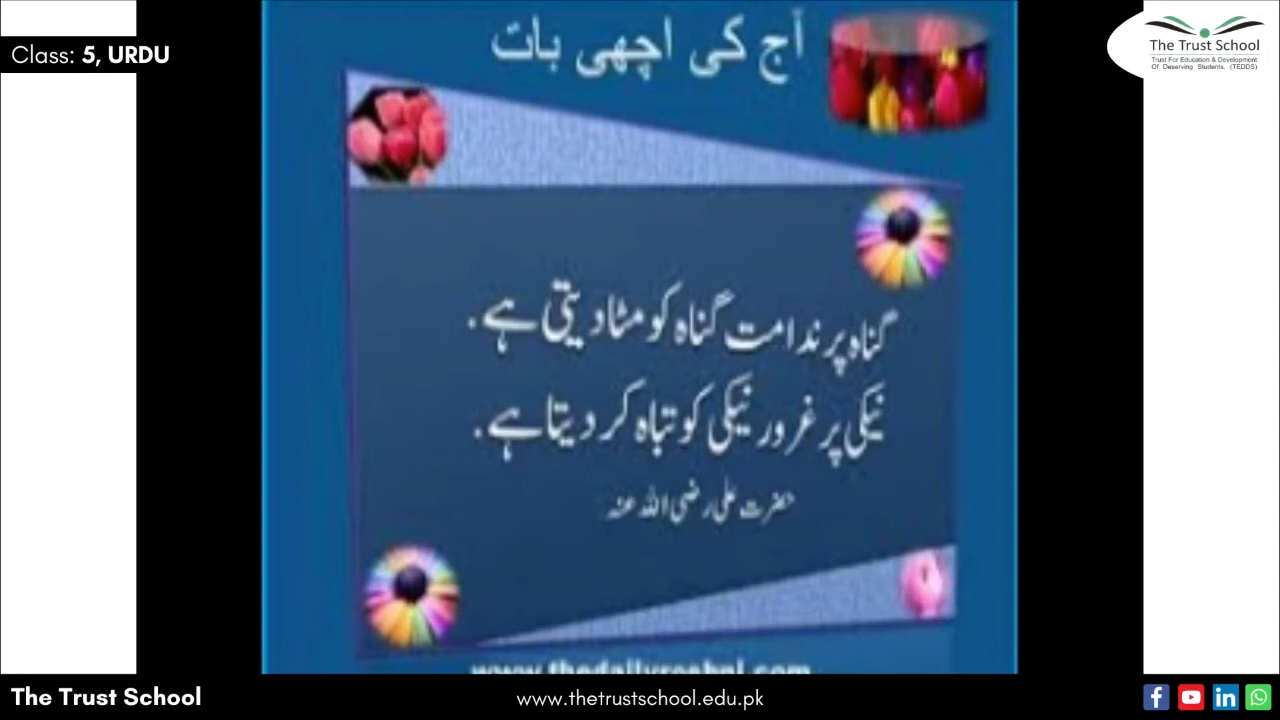 Class: 5, URDU
The Trust School
Trust For Education & Development
Of Deserving Students. (TEDDS)
آج کی اچھی بات
گناہ پر ندامت گناہ کو مٹا دیتی ہے.
نیکی پر غرور نیکی کو تباہ کر دیتا ہے.
حضرت علی رضی اللہ عنہ
The Trust School
www.thetrustschool.edu.pk